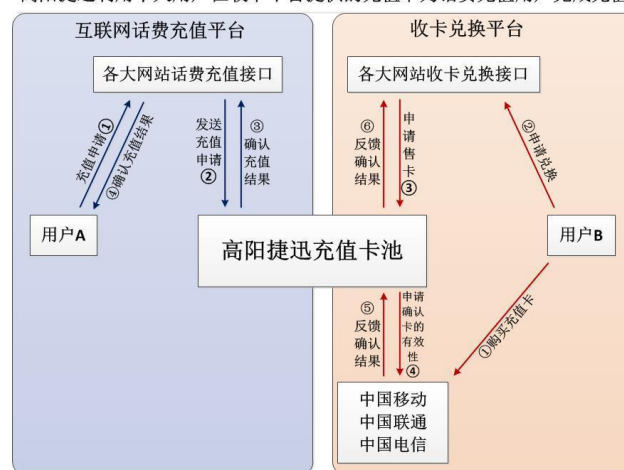 互联网话费充值平台
收卡兑换平台
各大网站话费充值接口
各大网站收卡兑换接口
充值申请①
④确认充值结果
发送
充值
申请
②
③
确认
充值
结果
⑥
反馈
确认
结果
申
请
售
卡
③
②申请兑换
用户A
高阳捷迅充值卡池
用户B
⑤
反馈
确认
结果
申请
确认
卡的
有效
性
④
①购买充值卡
中国移动
中国联通
中国电信